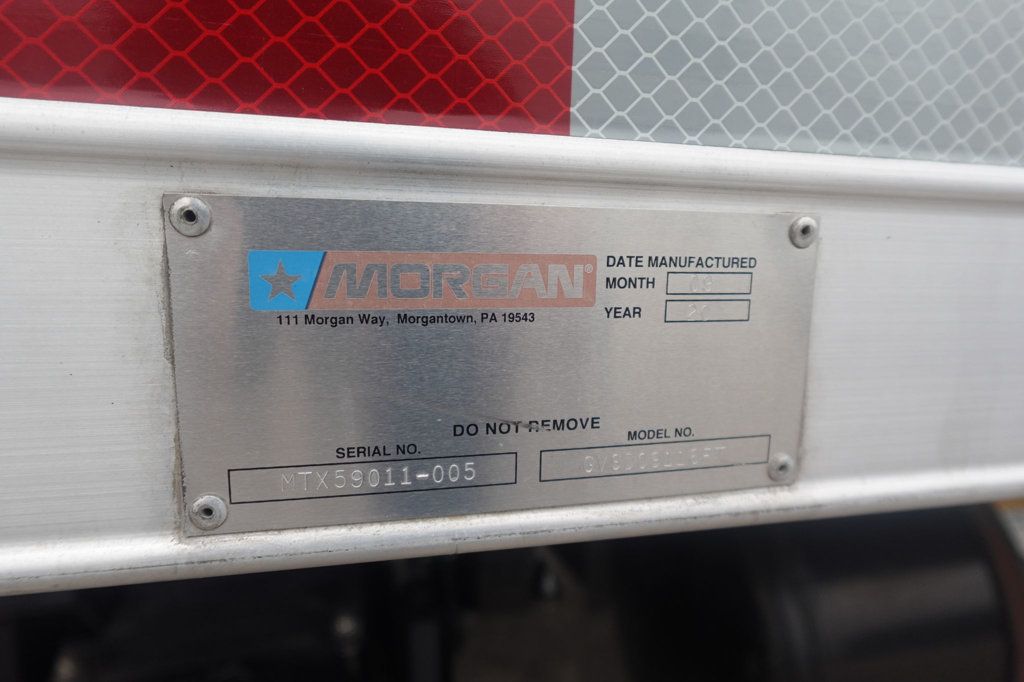 MORGAN®
111 Morgan Way, Morgantown, PA 19543
DATE MANUFACTURED
MONTH
YEAR
DO NOT REMOVE
SERIAL NO.
MTX59011-005
MODEL NO.